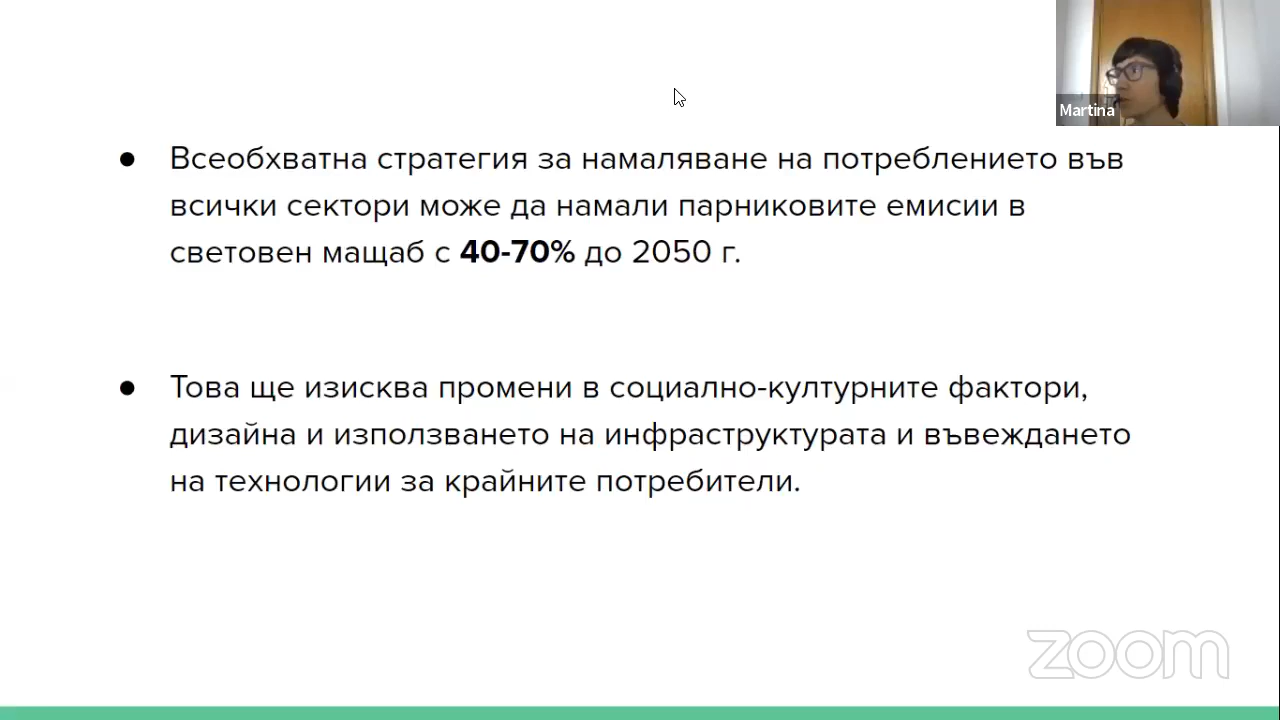 Martina
● Всеобхватна стратегия за намаляване на потреблението във
всички сектори може да намали парниковите емисии в
световен мащаб с 40-70% до 2050 г.
● Това ще изисква промени в социално-културните фактори,
дизайна и използването на инфраструктурата и въвеждането
на технологии за крайните потребители.
zoom